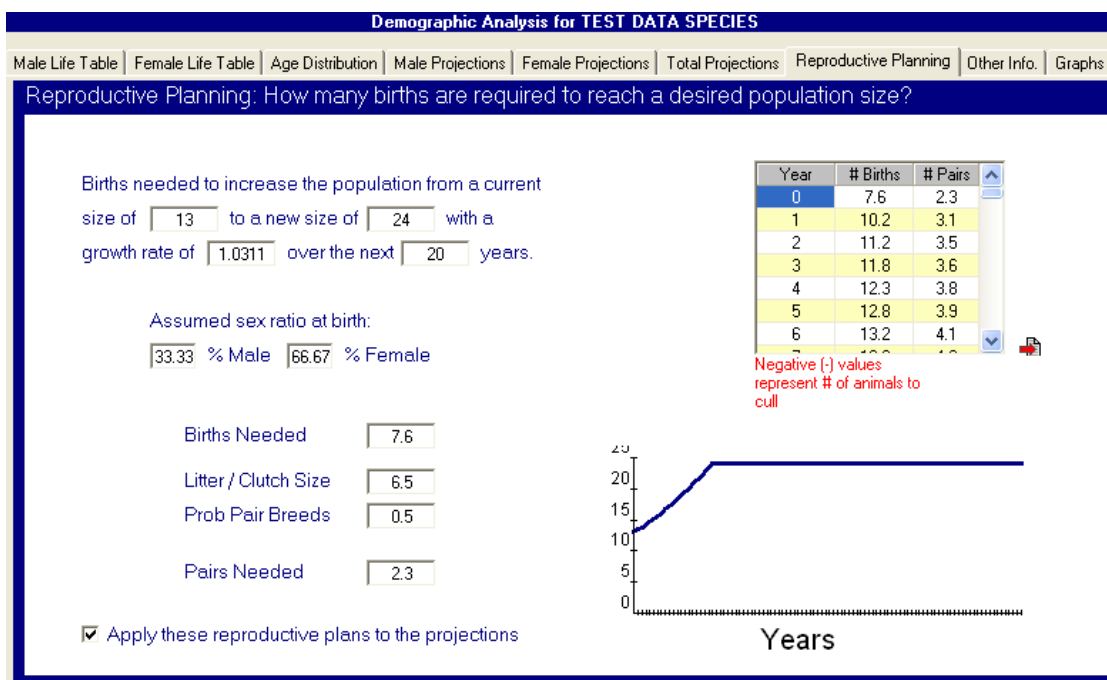 Demographic Analysis for TEST DATA SPECIES
Male Life Table Female Life Table Age Distribution Male Projections Female Projections Total Projections Reproductive Planning Other Info. Graphs
Reproductive Planning: How many births are required to reach a desired population size?
Births needed to increase the population from a current
size of 13 to a new size of 24 with a
growth rate of 1.0311 over the next 20 years.
Assumed sex ratio at birth:
33.33 % Male 66.67 % Female
Births Needed 7.6
Litter / Clutch Size 6.5
Prob Pair Breeds 0.5
Pairs Needed 2.3
Apply these reproductive plans to the projections
Year # Births # Pairs
0 7.6 2.3
1 10.2 3.1
2 11.2 3.5
3 11.8 3.6
4 12.3 3.8
5 12.8 3.9
6 13.2 4.1
Negative (-) values
represent # of animals to
cull
25
20
15
10
5
0
Years